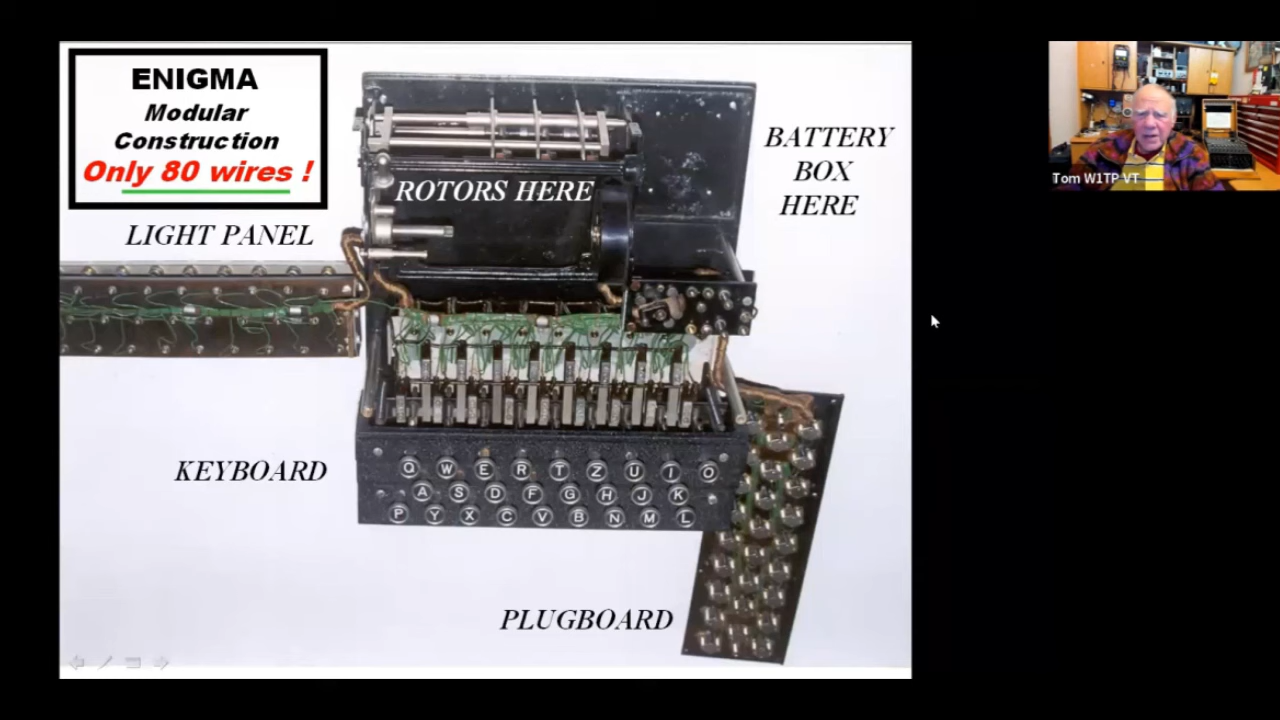 ENIGMA
Modular
Construction
Only 80 wires !
LIGHT PANEL
ROTORS HERE
BATTERY
BOX
HERE
Tom W1TP VT
KEYBOARD
Q W E R T Z U I O
A S D F G H J K
P Y X C V B N M L
PLUGBOARD